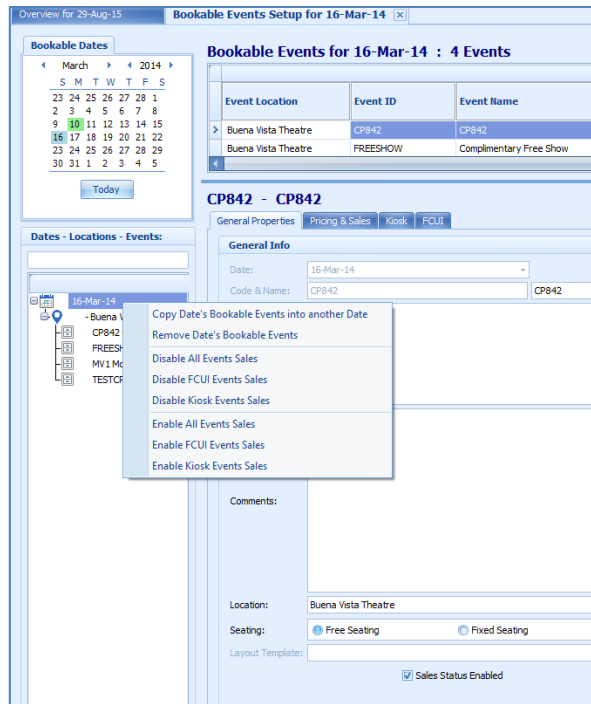 Overview for 29-Aug-15
Bookable Events Setup for 16-Mar-14
Bookable Dates
March 2014
S M T W T F S
23 24 25 26 27 28 1
2 3 4 5 6 7 8
9 10 11 12 13 14 15
16 17 18 19 20 21 22
23 24 25 26 27 28 29
30 31 1 2 3 4 5
Today
Bookable Events for 16-Mar-14 : 4 Events
Event Location Event ID Event Name
Buena Vista Theatre CP842 CP842
Buena Vista Theatre FREESHOW Complimentary Free Show
Dates - Locations - Events:
16-Mar-14
- Buena V
CP842
FREESH
MV1 Mo
TESTCP
Copy Date's Bookable Events into another Date
Remove Date's Bookable Events
Disable All Events Sales
Disable FCUI Events Sales
Disable Kiosk Events Sales
Enable All Events Sales
Enable FCUI Events Sales
Enable Kiosk Events Sales
CP842 - CP842
General Properties Pricing & Sales Kiosk FCUI
General Info
Date: 16-Mar-14
Code & Name: CP842 CP842
Comments:
Location: Buena Vista Theatre
Seating: Free Seating Fixed Seating
Layout Template:
Sales Status Enabled